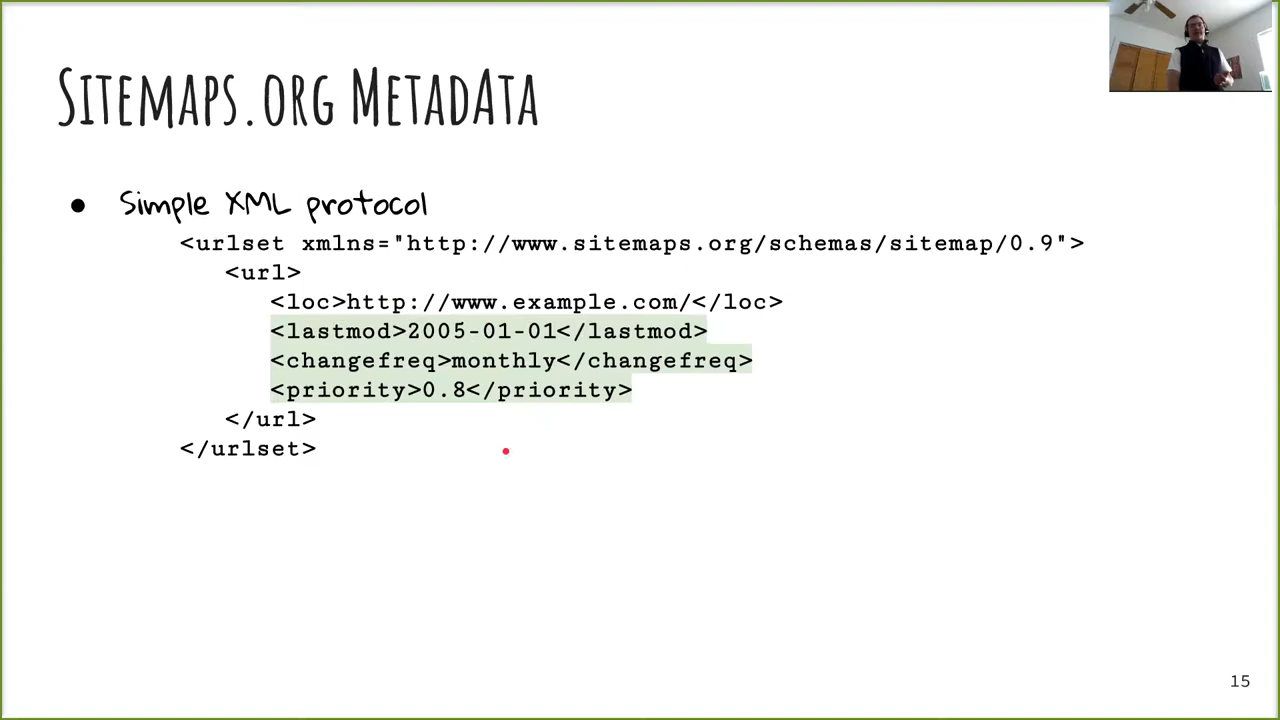 Sitemaps.org Metadata
● Simple XML protocol
<urlset xmlns="http://www.sitemaps.org/schemas/sitemap/0.9">
<url>
<loc>http://www.example.com/</loc>
<lastmod>2005-01-01</lastmod>
<changefreq>monthly</changefreq>
<priority>0.8</priority>
</url>
</urlset>
15